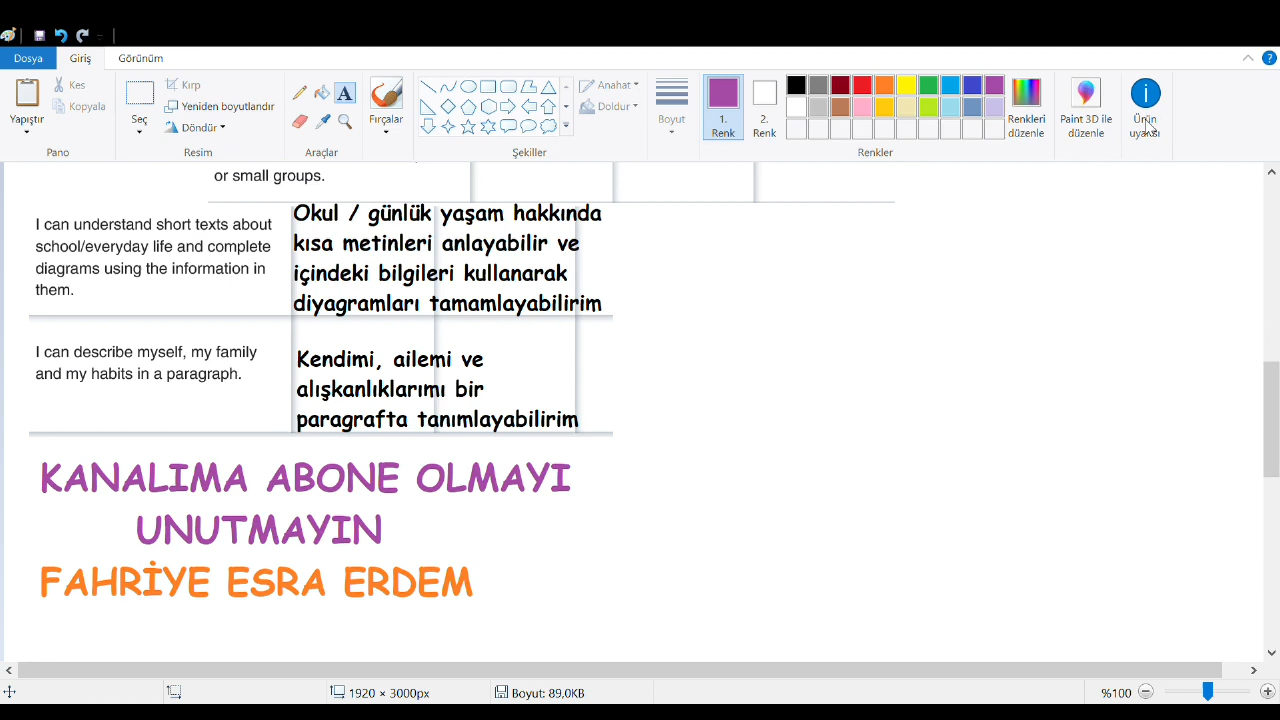 Dosya Giriş Görünüm
Yapıştır
Kes
Kopyala
Pano
Seç
Kırp
Yeniden boyutlandır
Döndür
Resim
A
Araçlar
Fırçalar
Şekiller
Anahat
Doldur
Boyut
1.
Renk
2.
Renk
Renkler
Renkleri
düzenle
Paint 3D ile
düzenle
Ürün
uyarısı
or small groups.
I can understand short texts about
school/everyday life and complete
diagrams using the information in
them.
Okul / günlük yaşam hakkında
kısa metinleri anlayabilir ve
içindeki bilgileri kullanarak
diyagramları tamamlayabilirim
I can describe myself, my family
and my habits in a paragraph.
Kendimi, ailemi ve
alışkanlıklarımı bir
paragrafta tanımlayabilirim
KANALIMA ABONE OLMAYI
UNUTMAYIN
FAHRİYE ESRA ERDEM
1920 × 3000px
Boyut: 89,0KB
%100